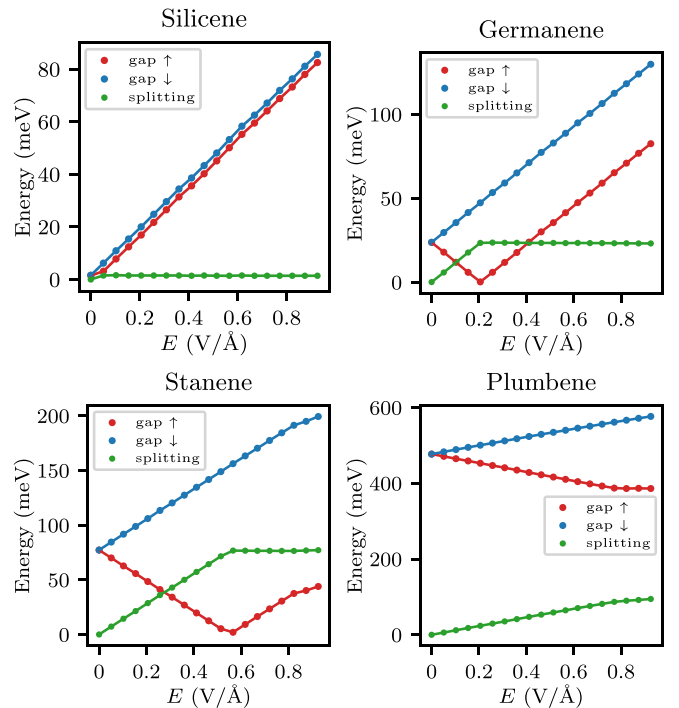 Silicene
Energy (meV)
80
60
40
20
0
gap ↑
gap ↓
splitting
0 0.2 0.4 0.6 0.8
E (V/Å)
Germanene
Energy (meV)
100
50
0
gap ↑
gap ↓
splitting
0 0.2 0.4 0.6 0.8
E (V/Å)
Stanene
Energy (meV)
200
150
100
50
0
gap ↑
gap ↓
splitting
0 0.2 0.4 0.6 0.8
E (V/Å)
Plumbene
Energy (meV)
600
400
200
0
gap ↑
gap ↓
splitting
0 0.2 0.4 0.6 0.8
E (V/Å)